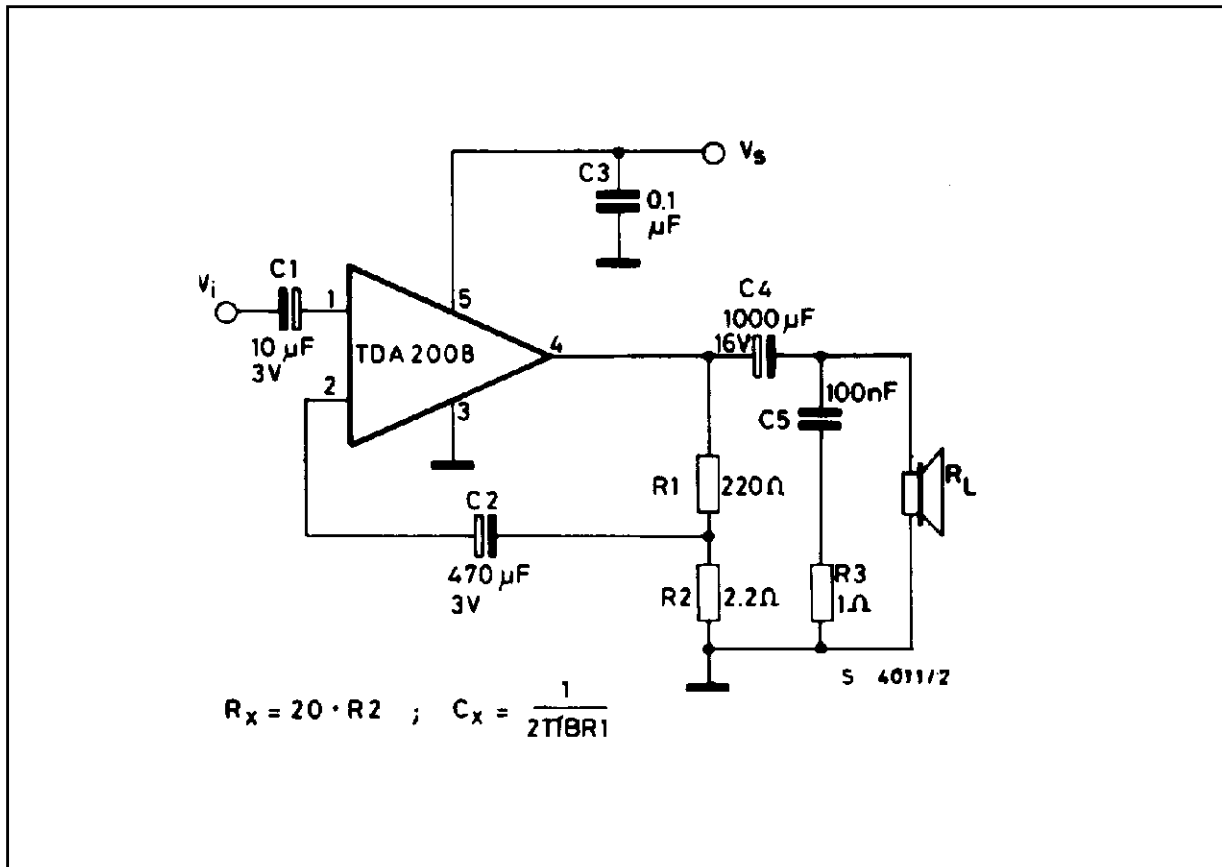 Vs
C3
0.1
µF
Vi
C1
10 µF
3V
1
2
TDA2008
5
4
3
C4
1000 µF
16V
100nF
C5
R1
220Ω
RL
C2
470 µF
3V
R2
2.2Ω
R3
1Ω
S 4011/2
Rx = 20 · R2 ; Cx = 1 / 2πBR1